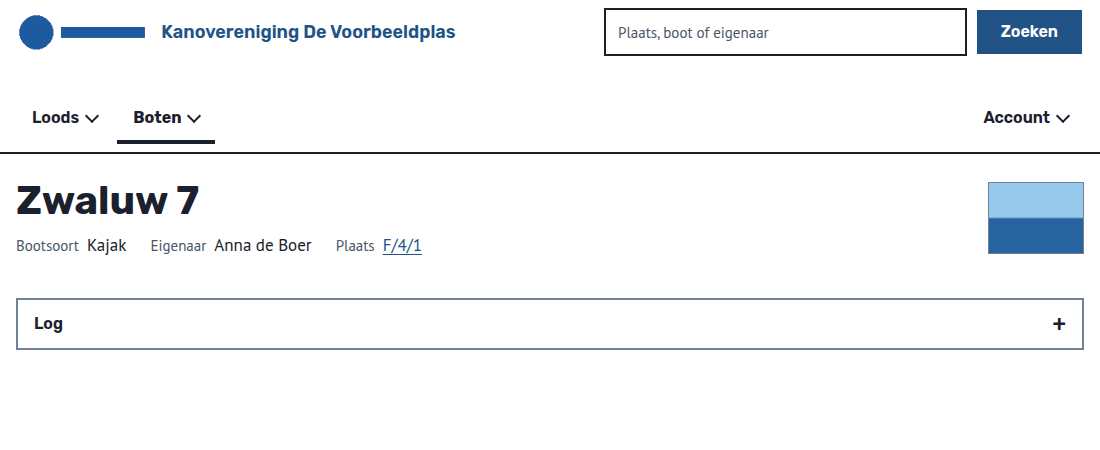 Kanovereniging De Voorbeeldplas
Plaats, boot of eigenaar
Zoeken
Loods
Boten
Account
Zwaluw 7
Bootsoort Kajak Eigenaar Anna de Boer Plaats F/4/1
Log +